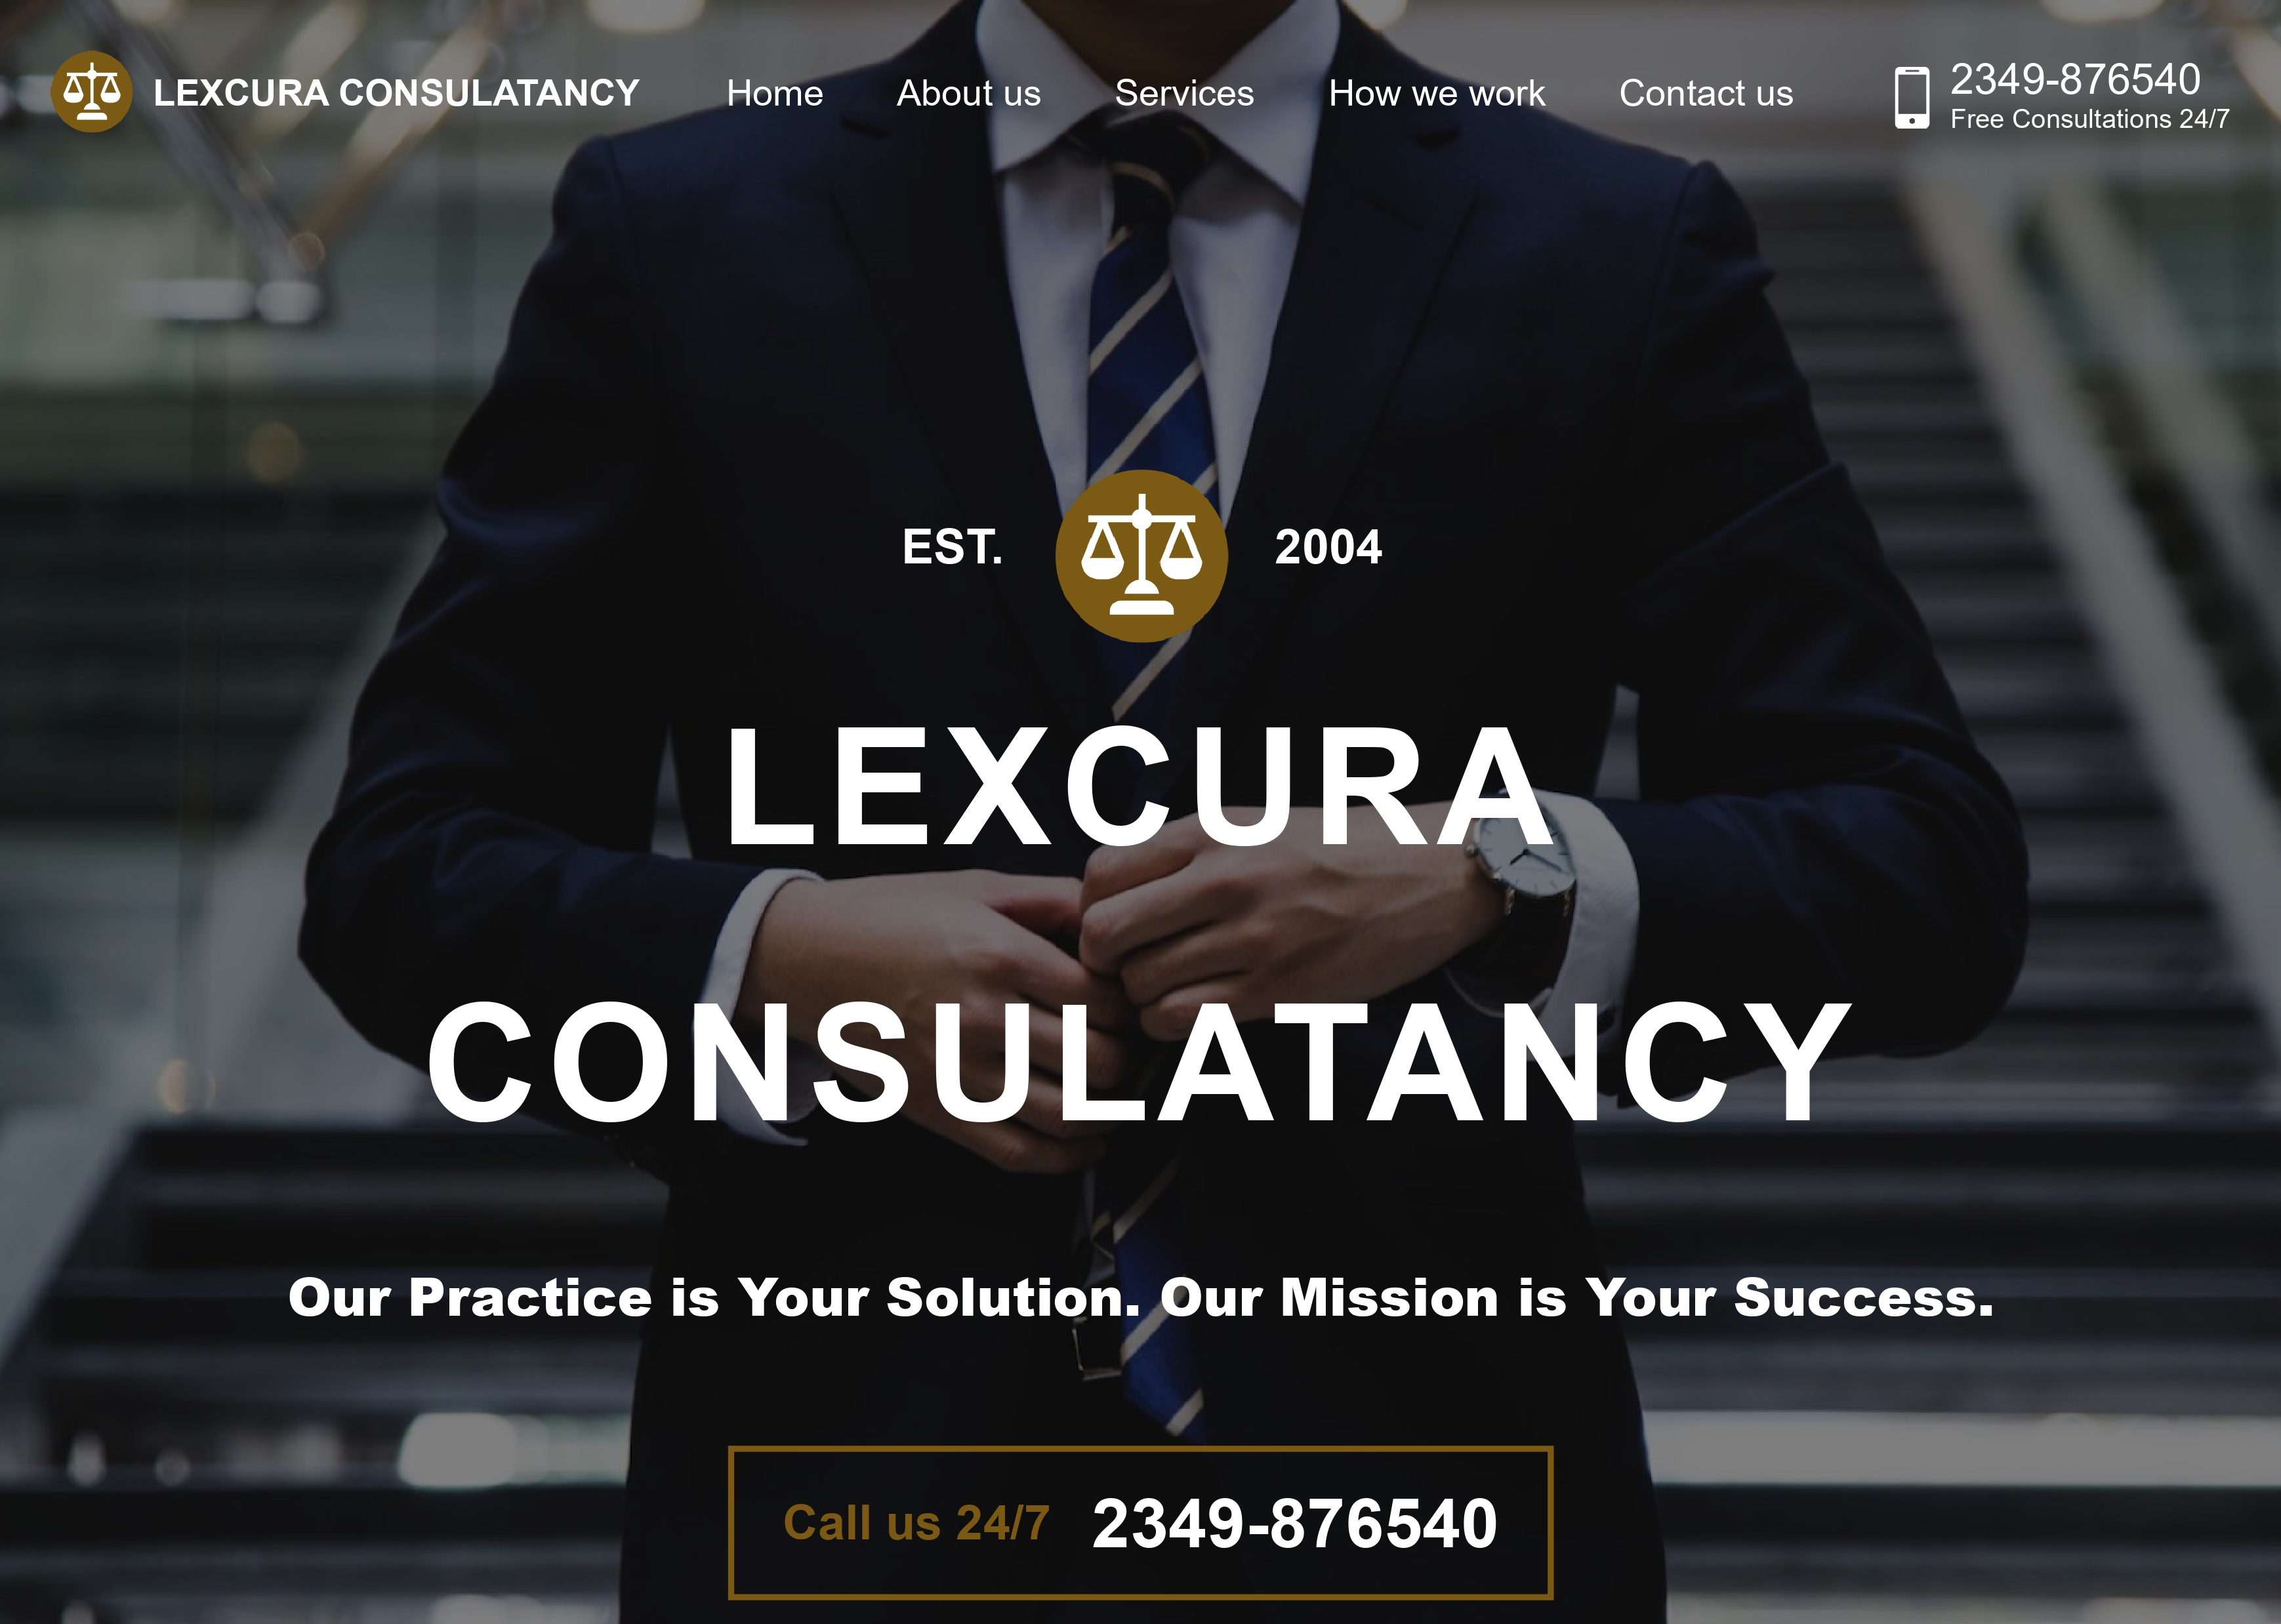 LEXCURA CONSULATANCY
Home
About us
Services
How we work
Contact us
2349-876540
Free Consultations 24/7
EST. 2004
LEXCURA
CONSULATANCY
Our Practice is Your Solution. Our Mission is Your Success.
Call us 24/7 2349-876540